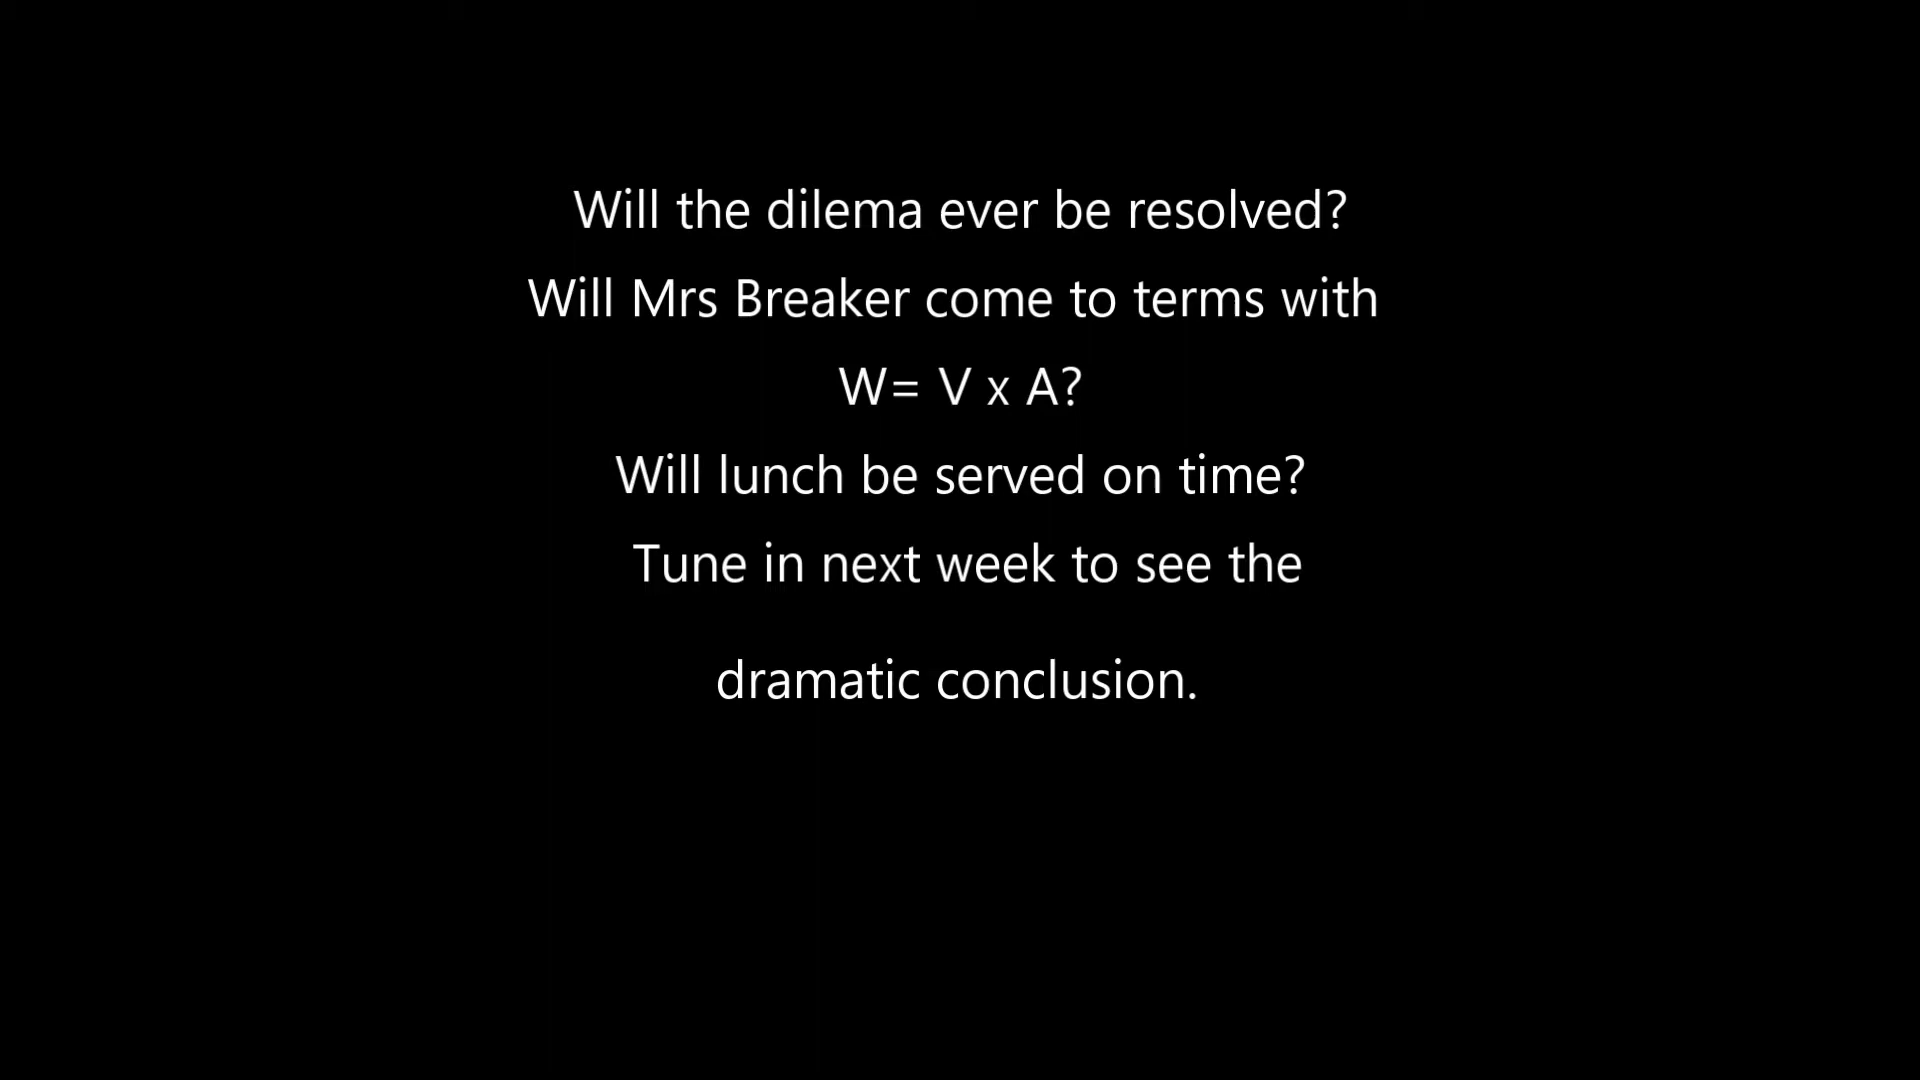 Will the dilema ever be resolved?
Will Mrs Breaker come to terms with
W= V x A?
Will lunch be served on time?
Tune in next week to see the
dramatic conclusion.